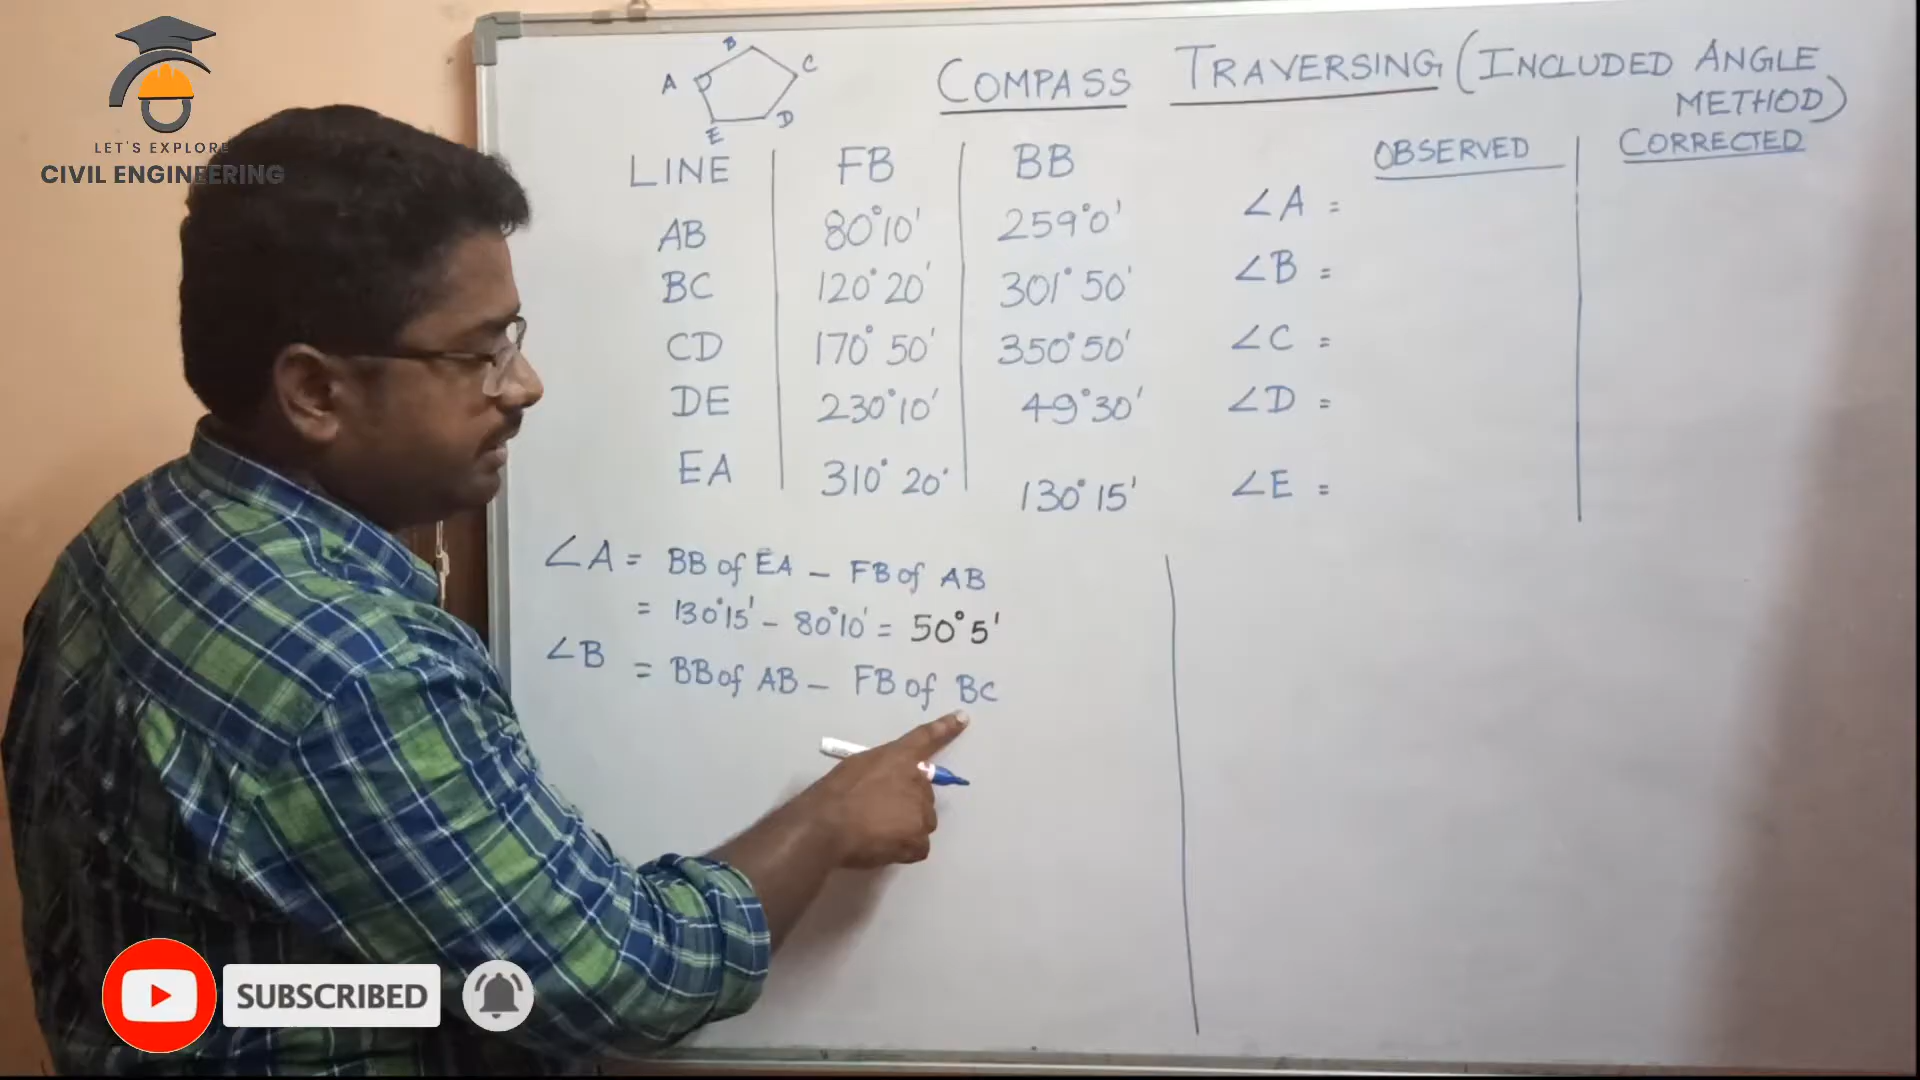 LET'S EXPLORE
CIVIL ENGINEERING
A B C D E
COMPASS TRAVERSING (INCLUDED ANGLE
METHOD)
LINE FB BB OBSERVED CORRECTED
AB 80°10' 259°0' ∠A =
BC 120°20' 301°50' ∠B =
CD 170°50' 350°50' ∠C =
DE 230°10' 49°30' ∠D =
EA 310°20' 130°15' ∠E =
∠A = BB of EA - FB of AB
= 130°15' - 80°10' = 50°5'
∠B = BB of AB - FB of BC
SUBSCRIBED